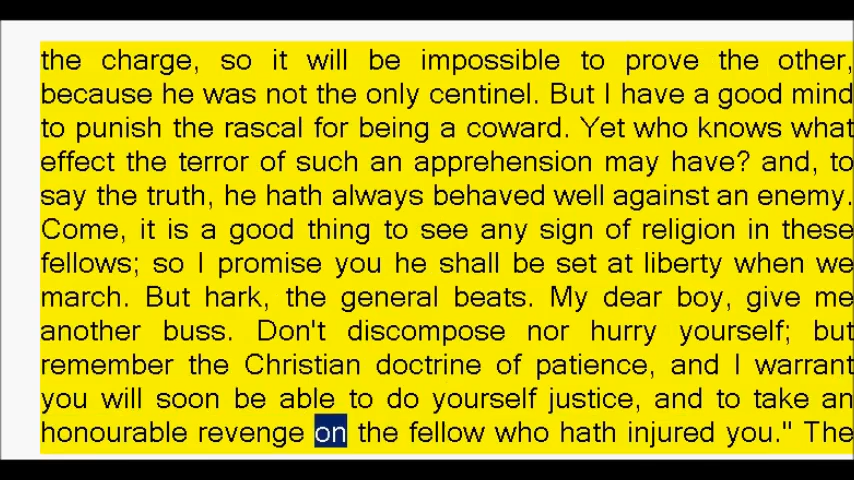 the charge, so it will be impossible to prove the other,
because he was not the only centinel. But I have a good mind
to punish the rascal for being a coward. Yet who knows what
effect the terror of such an apprehension may have? and, to
say the truth, he hath always behaved well against an enemy.
Come, it is a good thing to see any sign of religion in these
fellows; so I promise you he shall be set at liberty when we
march. But hark, the general beats. My dear boy, give me
another buss. Don't discompose nor hurry yourself; but
remember the Christian doctrine of patience, and I warrant
you will soon be able to do yourself justice, and to take an
honourable revenge on the fellow who hath injured you." The